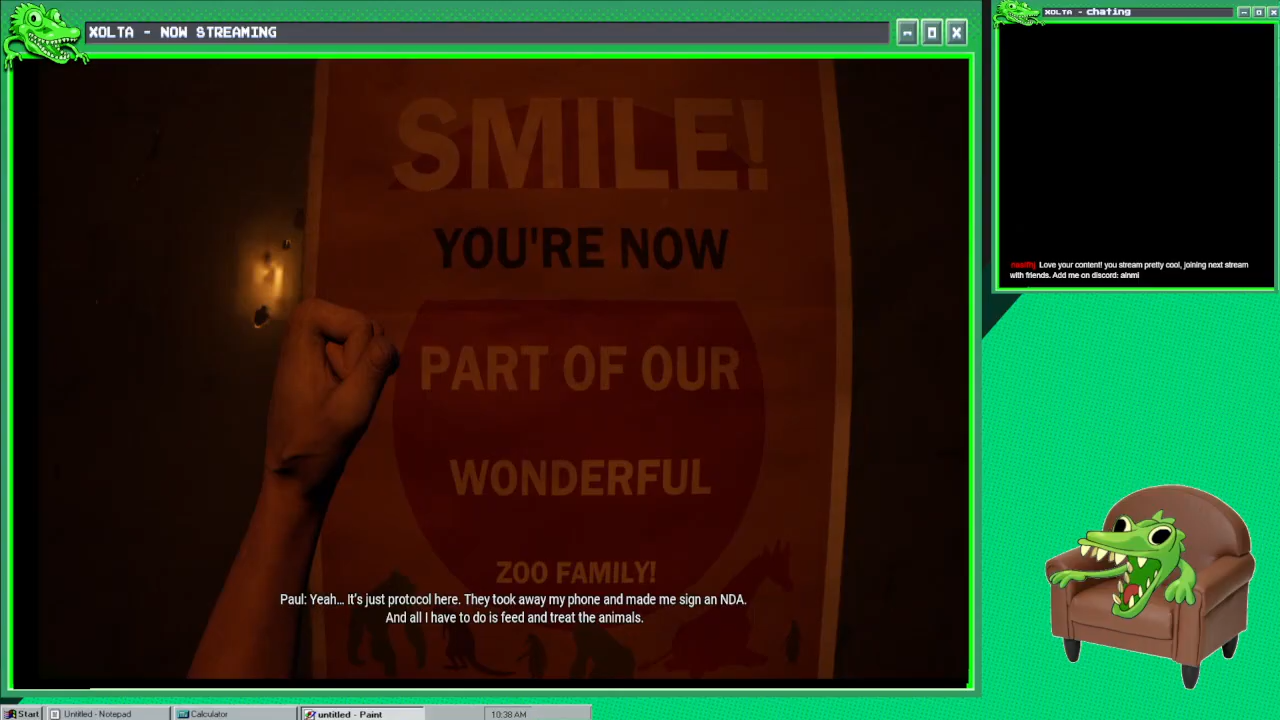 XOLTA - NOW STREAMING
XOLTA - chating
SMILE!
YOU'RE NOW
PART OF OUR
WONDERFUL
ZOO FAMILY!
Paul: Yeah... It's just protocol here. They took away my phone and made me sign an NDA.
And all I have to do is feed and treat the animals.
Love your content! you stream pretty cool, joining next stream
with friends. Add me on discord: ainmi
Start
Untitled - Notepad
Calculator
untitled - Paint
10:38 AM